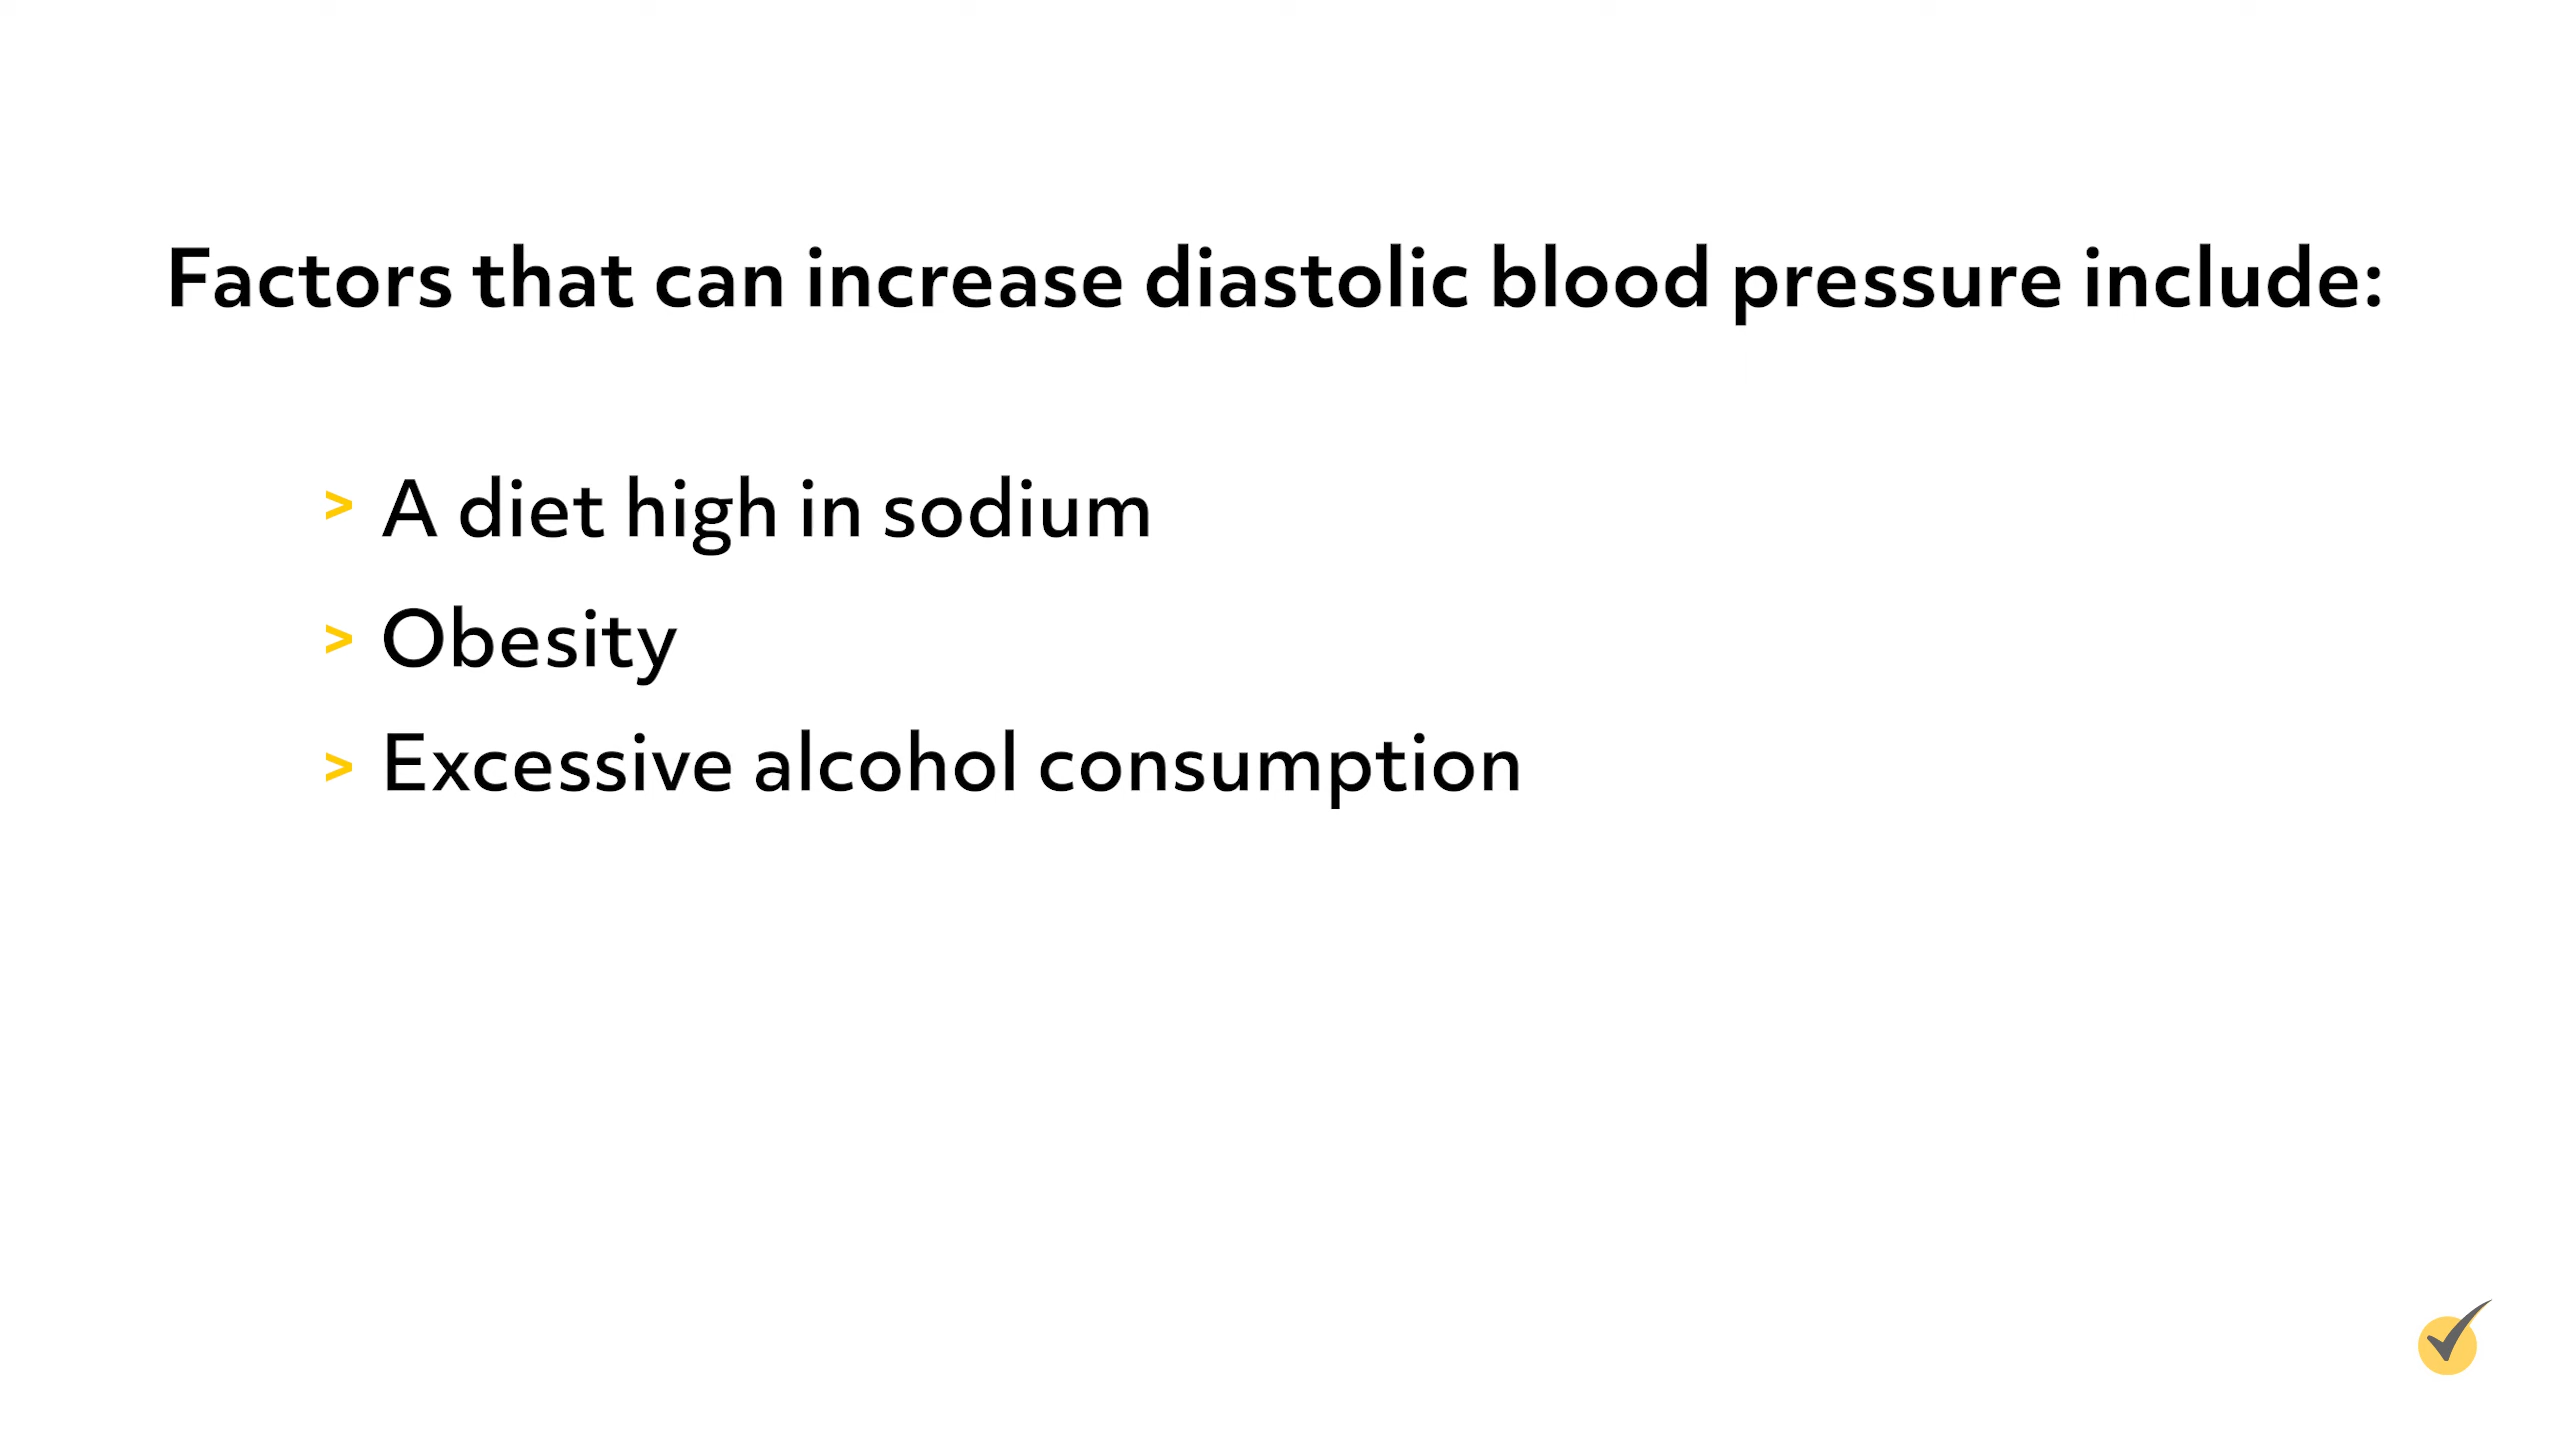 Factors that can increase diastolic blood pressure include:
> A diet high in sodium
> Obesity
> Excessive alcohol consumption